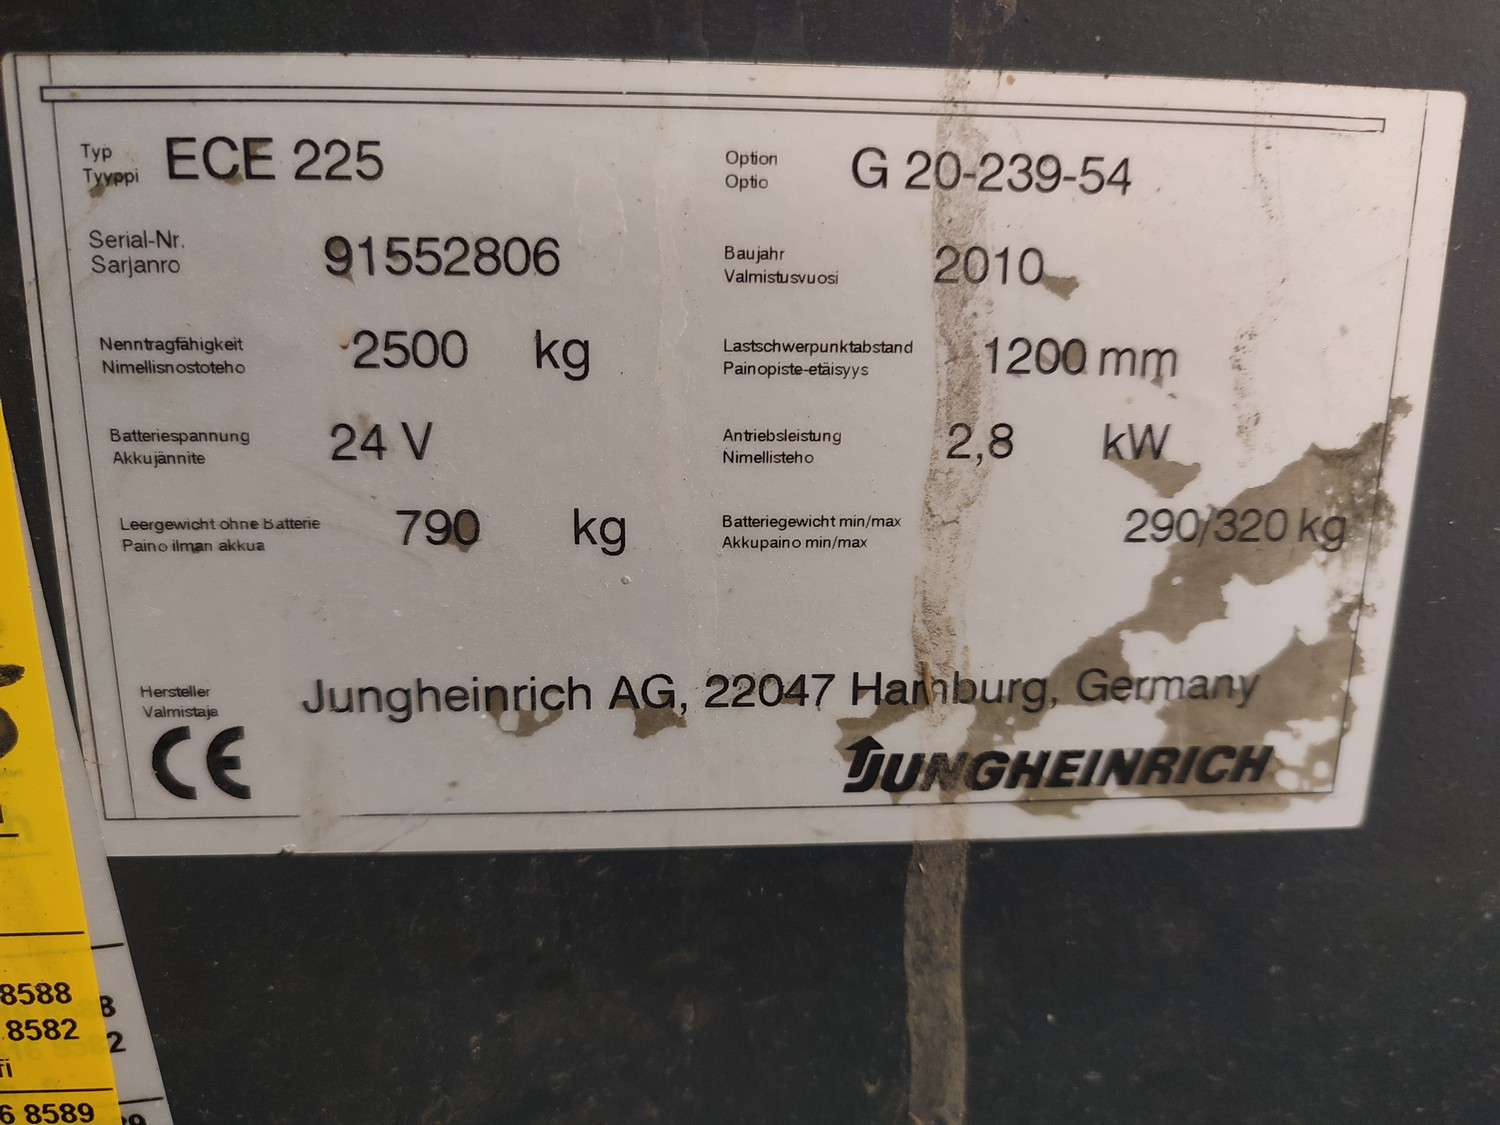 Typ
Tyyppi
ECE 225
Option
Optio
G 20-239-54
Serial-Nr.
Sarjanro
91552806
Baujahr
Valmistusvuosi
2010
Nenntragfähigkeit
Nimellisnostoteho
2500 kg
Lastschwerpunktabstand
Painopiste-etäisyys
1200 mm
Batteriespannung
Akkujännite
24 V
Antriebsleistung
Nimellisteho
2,8 kW
Leergewicht ohne Batterie
Paino ilman akkua
790 kg
Batteriegewicht min/max
Akkupaino min/max
290/320 kg
Hersteller
Valmistaja
Jungheinrich AG, 22047 Hamburg, Germany
CE
JUNGHEINRICH
8588
8582
fi
6 8589